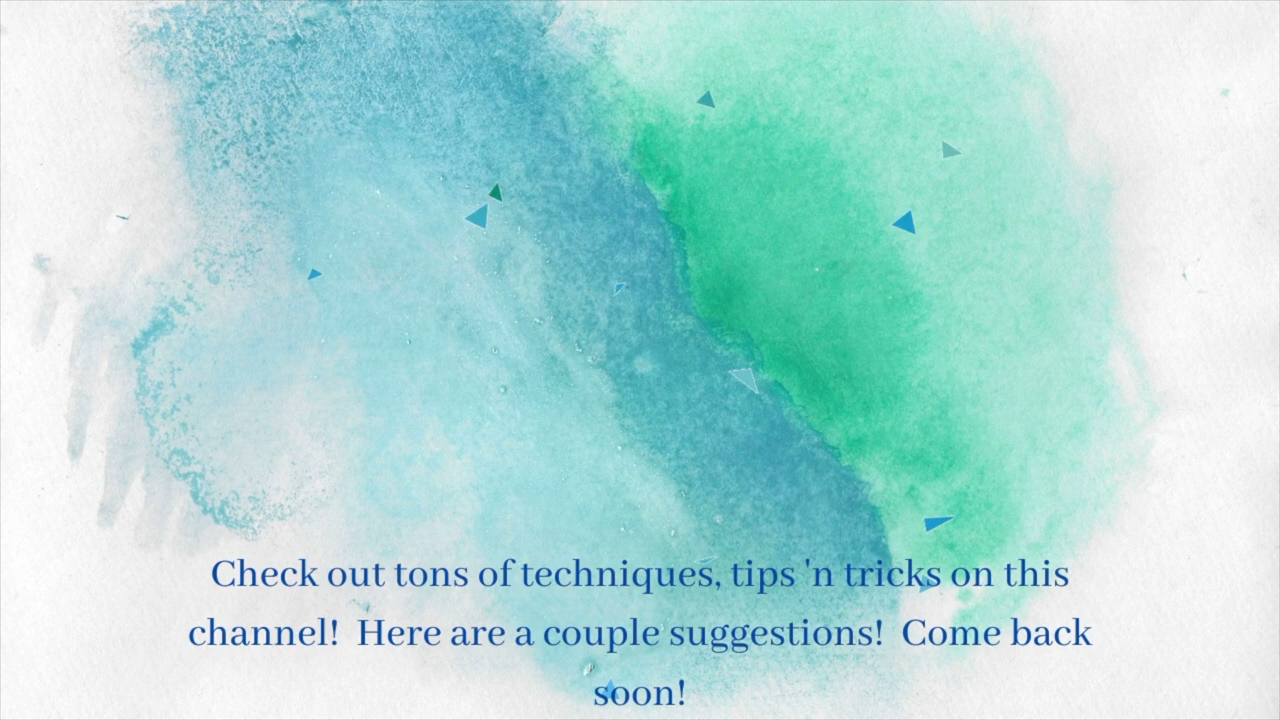 Check out tons of techniques, tips 'n tricks on this
channel!  Here are a couple suggestions!  Come back
soon!